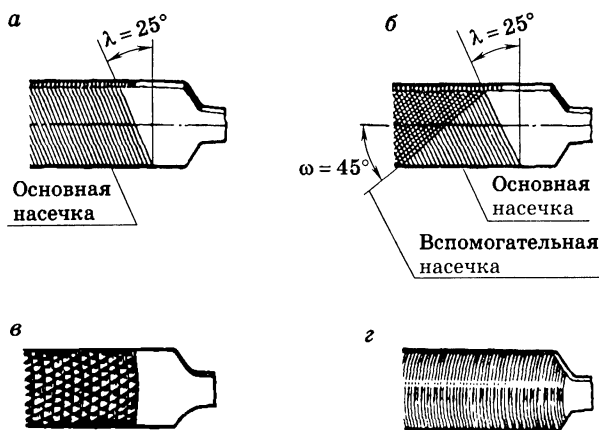 а
λ = 25°
Основная
насечка
б
λ = 25°
ω = 45°
Основная
насечка
Вспомогательная
насечка
в
г